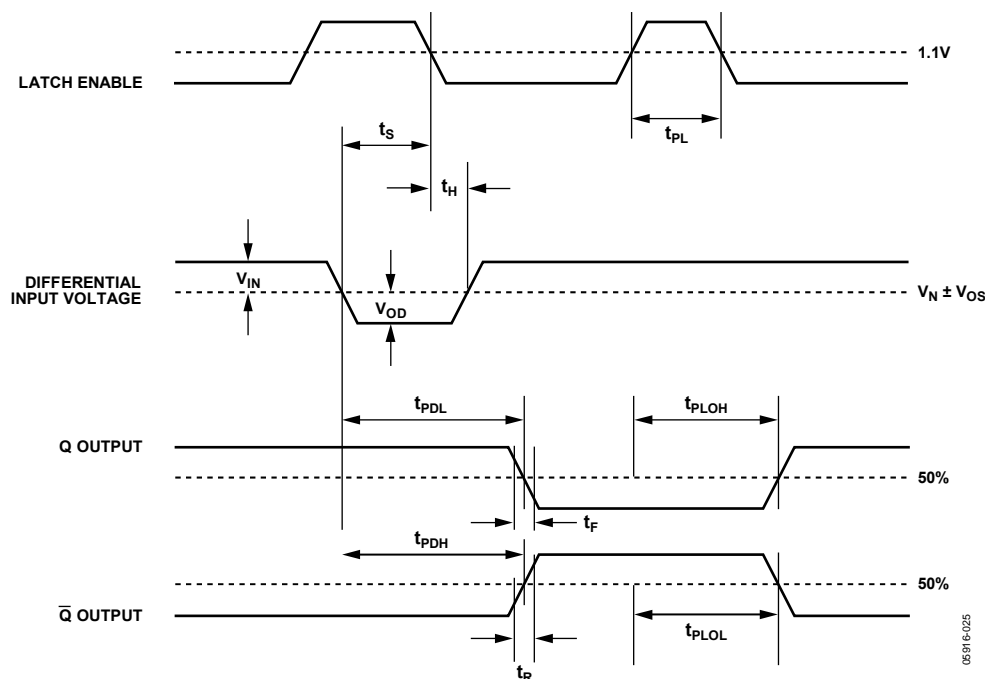 1.1V
LATCH ENABLE
tS
tPL
tH
VIN
DIFFERENTIAL
INPUT VOLTAGE
VN ± VOS
VOD
tPDL
tPLOH
Q OUTPUT
50%
tF
tPDH
50%
Q̅ OUTPUT
tPLOL
tR
05916-025